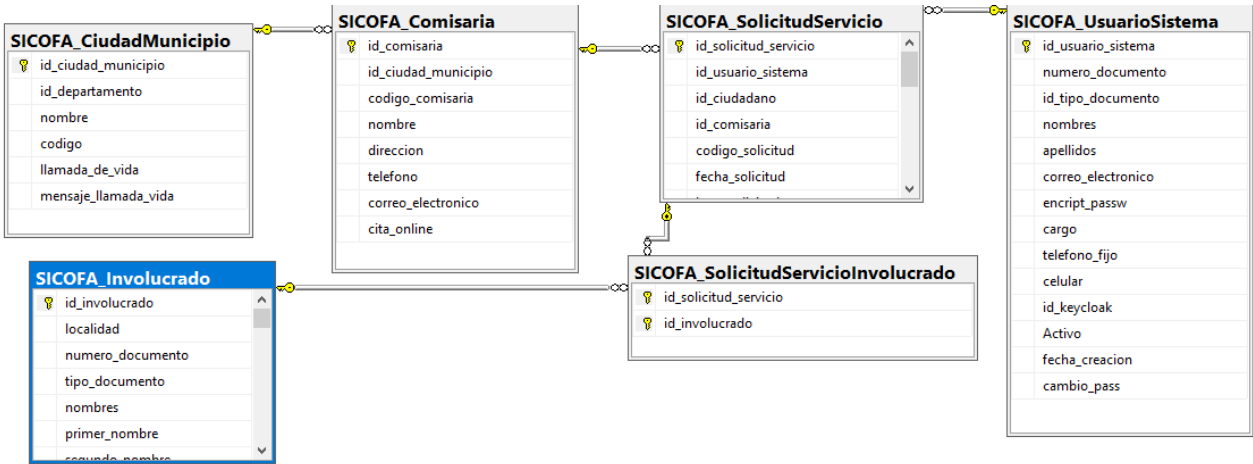 SICOFA_CiudadMunicipio
id_ciudad_municipio
id_departamento
nombre
codigo
llamada_de_vida
mensaje_llamada_vida
SICOFA_Comisaria
id_comisaria
id_ciudad_municipio
codigo_comisaria
nombre
direccion
telefono
correo_electronico
cita_online
SICOFA_SolicitudServicio
id_solicitud_servicio
id_usuario_sistema
id_ciudadano
id_comisaria
codigo_solicitud
fecha_solicitud
SICOFA_UsuarioSistema
id_usuario_sistema
numero_documento
id_tipo_documento
nombres
apellidos
correo_electronico
encript_passw
cargo
telefono_fijo
celular
id_keycloak
Activo
fecha_creacion
cambio_pass
SICOFA_Involucrado
id_involucrado
localidad
numero_documento
tipo_documento
nombres
primer_nombre
segundo_nombre
SICOFA_SolicitudServicioInvolucrado
id_solicitud_servicio
id_involucrado